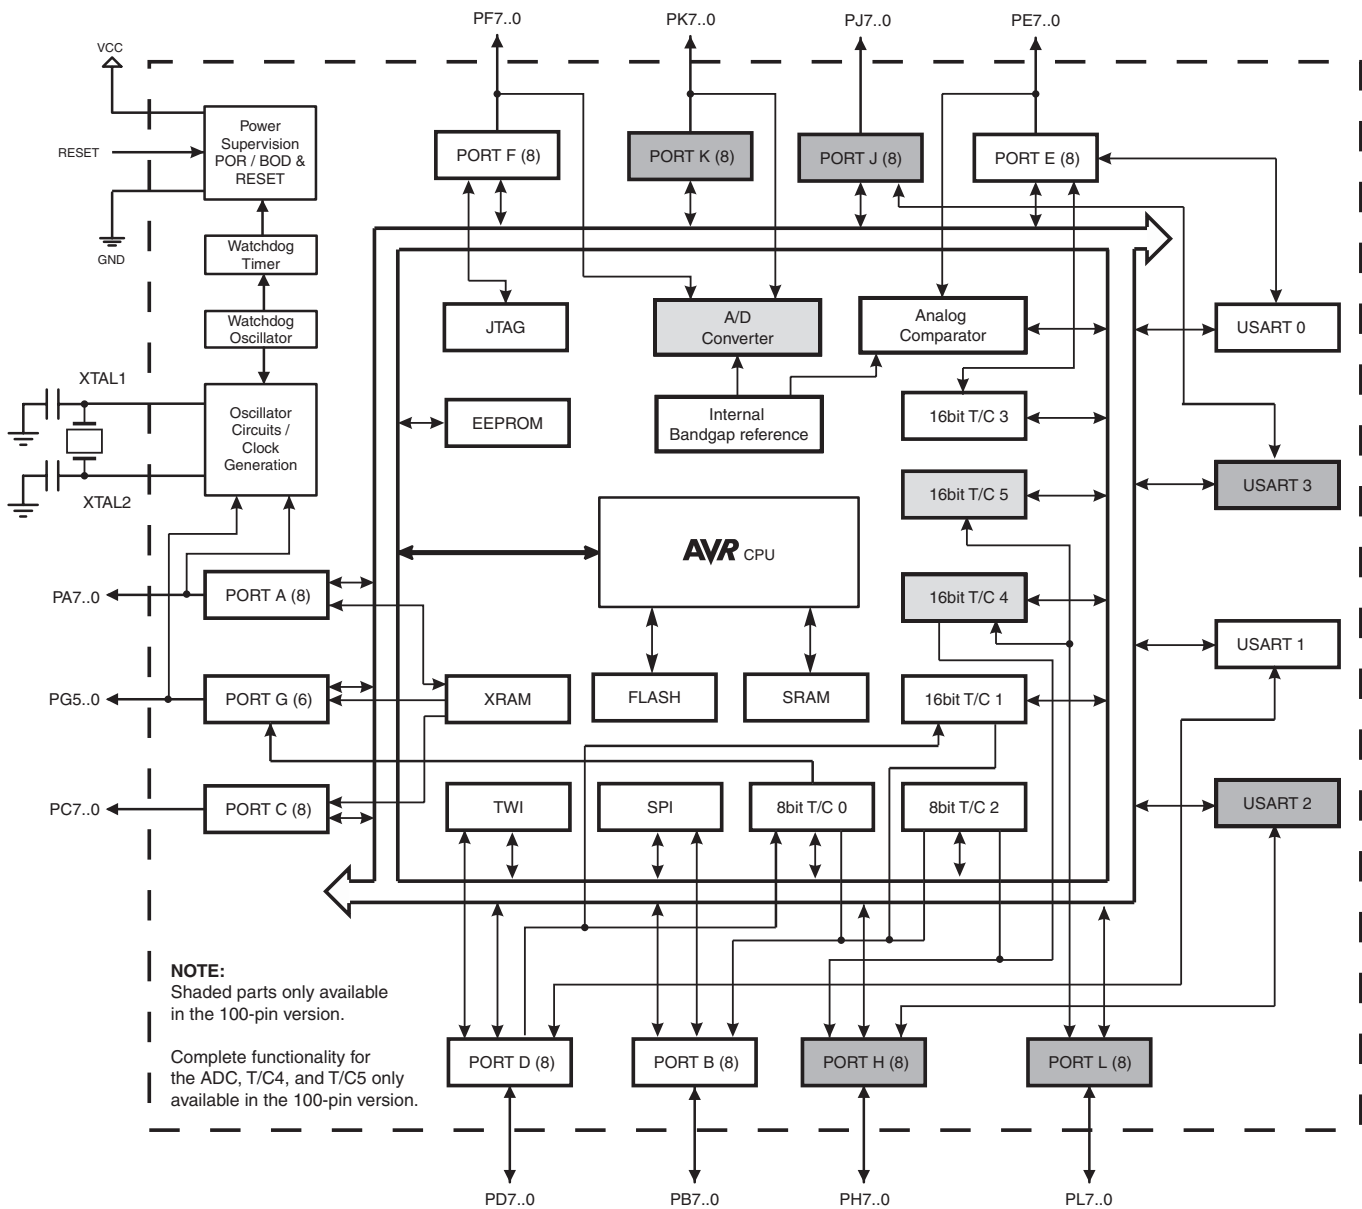 PF7..0
PK7..0
PJ7..0
PE7..0
VCC
RESET
GND
Power
Supervision
POR / BOD &
RESET
PORT F (8)
PORT K (8)
PORT J (8)
PORT E (8)
Watchdog
Timer
Watchdog
Oscillator
JTAG
A/D
Converter
Analog
Comparator
USART 0
XTAL1
XTAL2
Oscillator
Circuits /
Clock
Generation
EEPROM
Internal
Bandgap reference
16bit T/C 3
16bit T/C 5
USART 3
AVR CPU
PA7..0
PORT A (8)
16bit T/C 4
USART 1
PG5..0
PORT G (6)
XRAM
FLASH
SRAM
16bit T/C 1
PC7..0
PORT C (8)
TWI
SPI
8bit T/C 0
8bit T/C 2
USART 2
NOTE:
Shaded parts only available
in the 100-pin version.
Complete functionality for
the ADC, T/C4, and T/C5 only
available in the 100-pin version.
PORT D (8)
PORT B (8)
PORT H (8)
PORT L (8)
PD7..0
PB7..0
PH7..0
PL7..0